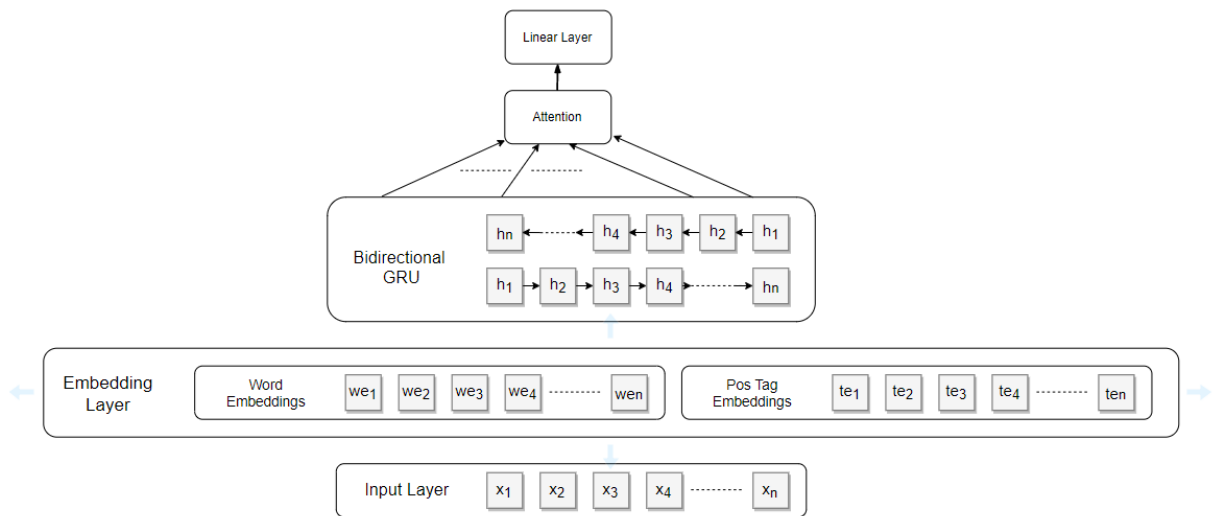 Linear Layer
Attention
Bidirectional
GRU
hn h4 h3 h2 h1
h1 h2 h3 h4 hn
Embedding
Layer
Word
Embeddings
we1 we2 we3 we4 wen
Pos Tag
Embeddings
te1 te2 te3 te4 ten
Input Layer
x1 x2 x3 x4 xn